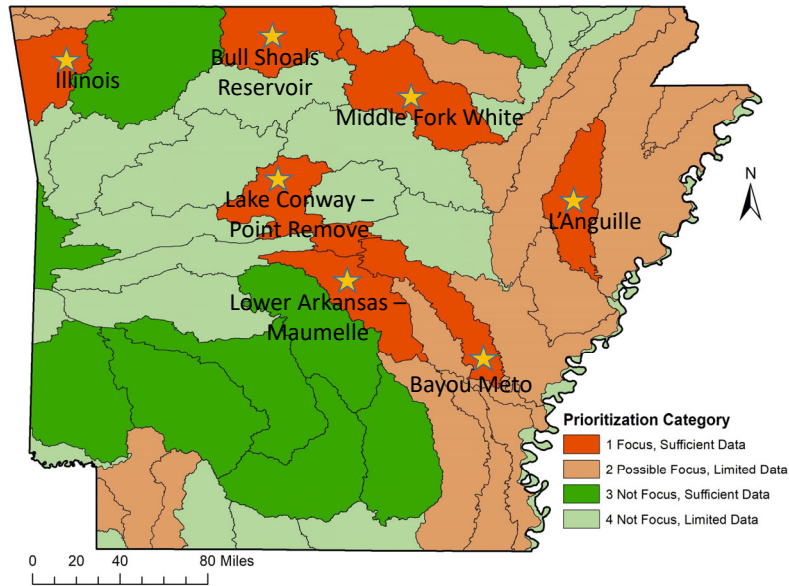 Illinois
Bull Shoals
Reservoir
Middle Fork White
Lake Conway –
Point Remove
L'Anguille
N
Lower Arkansas –
Maumelle
Bayou Meto
Prioritization Category
1 Focus, Sufficient Data
2 Possible Focus, Limited Data
3 Not Focus, Sufficient Data
4 Not Focus, Limited Data
0 20 40 80 Miles